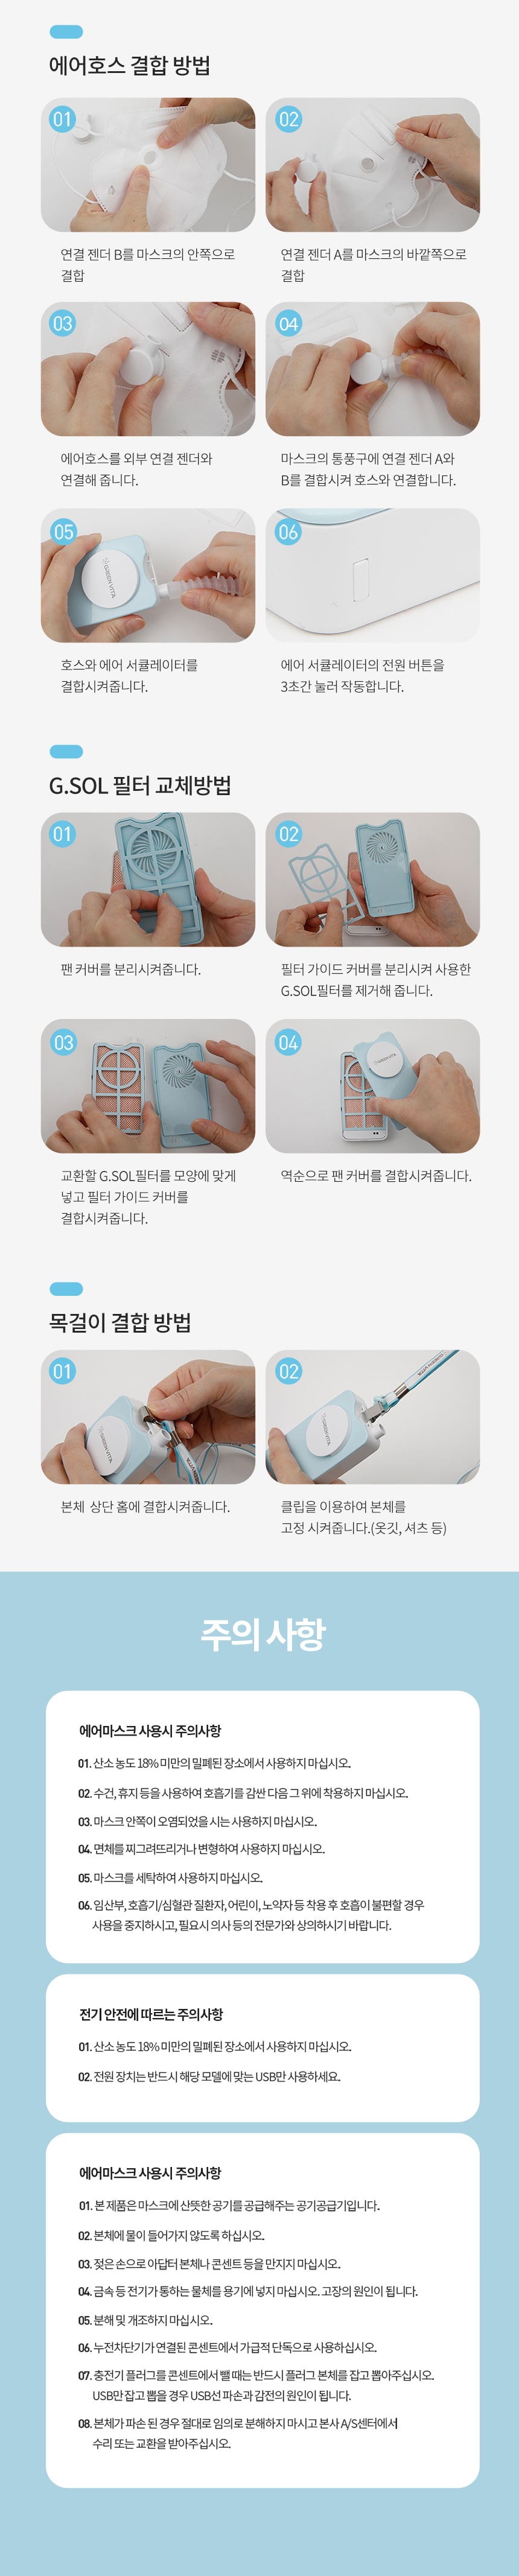 에어호스 결합 방법
01
02
연결 젠더 B를 마스크의 안쪽으로
결합
연결 젠더 A를 마스크의 바깥쪽으로
결합
03
04
에어호스를 외부 연결 젠더와
연결해 줍니다.
마스크의 통풍구에 연결 젠더 A와
B를 결합시켜 호스와 연결합니다.
05
GREEN VITA
06
호스와 에어 서큘레이터를
결합시켜줍니다.
에어 서큘레이터의 전원 버튼을
3초간 눌러 작동합니다.
G.SOL 필터 교체방법
01
02
팬 커버를 분리시켜줍니다.
필터 가이드 커버를 분리시켜 사용한
G.SOL필터를 제거해 줍니다.
03
04
교환할 G.SOL필터를 모양에 맞게
넣고 필터 가이드 커버를
결합시켜줍니다.
역순으로 팬 커버를 결합시켜줍니다.
목걸이 결합 방법
01
GREEN VITA
02
GREEN VITA
본체 상단 홈에 결합시켜줍니다.
클립을 이용하여 본체를
고정 시켜줍니다.(옷깃, 셔츠 등)
주의 사항
에어마스크 사용시 주의사항
01. 산소 농도 18% 미만의 밀폐된 장소에서 사용하지 마십시오.
02. 수건, 휴지 등을 사용하여 호흡기를 감싼 다음 그 위에 착용하지 마십시오.
03. 마스크 안쪽이 오염되었을 시는 사용하지 마십시오.
04. 면체를 찌그려뜨리거나 변형하여 사용하지 마십시오.
05. 마스크를 세탁하여 사용하지 마십시오.
06. 임산부, 호흡기/심혈관 질환자, 어린이, 노약자 등 착용 후 호흡이 불편할 경우
사용을 중지하시고, 필요시 의사 등의 전문가와 상의하시기 바랍니다.
전기 안전에 따르는 주의사항
01. 산소 농도 18% 미만의 밀폐된 장소에서 사용하지 마십시오.
02. 전원 장치는 반드시 해당 모델에 맞는 USB만 사용하세요.
에어마스크 사용시 주의사항
01. 본 제품은 마스크에 산뜻한 공기를 공급해주는 공기공급기입니다.
02. 본체에 물이 들어가지 않도록 하십시오.
03. 젖은 손으로 아답터 본체나 콘센트 등을 만지지 마십시오.
04. 금속 등 전기가 통하는 물체를 용기에 넣지 마십시오. 고장의 원인이 됩니다.
05. 분해 및 개조하지 마십시오.
06. 누전차단기가 연결된 콘센트에서 가급적 단독으로 사용하십시오.
07. 충전기 플러그를 콘센트에서 뺄 때는 반드시 플러그 본체를 잡고 뽑아주십시오.
USB만 잡고 뽑을 경우 USB선 파손과 감전의 원인이 됩니다.
08. 본체가 파손 된 경우 절대로 임의로 분해하지 마시고 본사 A/S센터에서
수리 또는 교환을 받아주십시오.